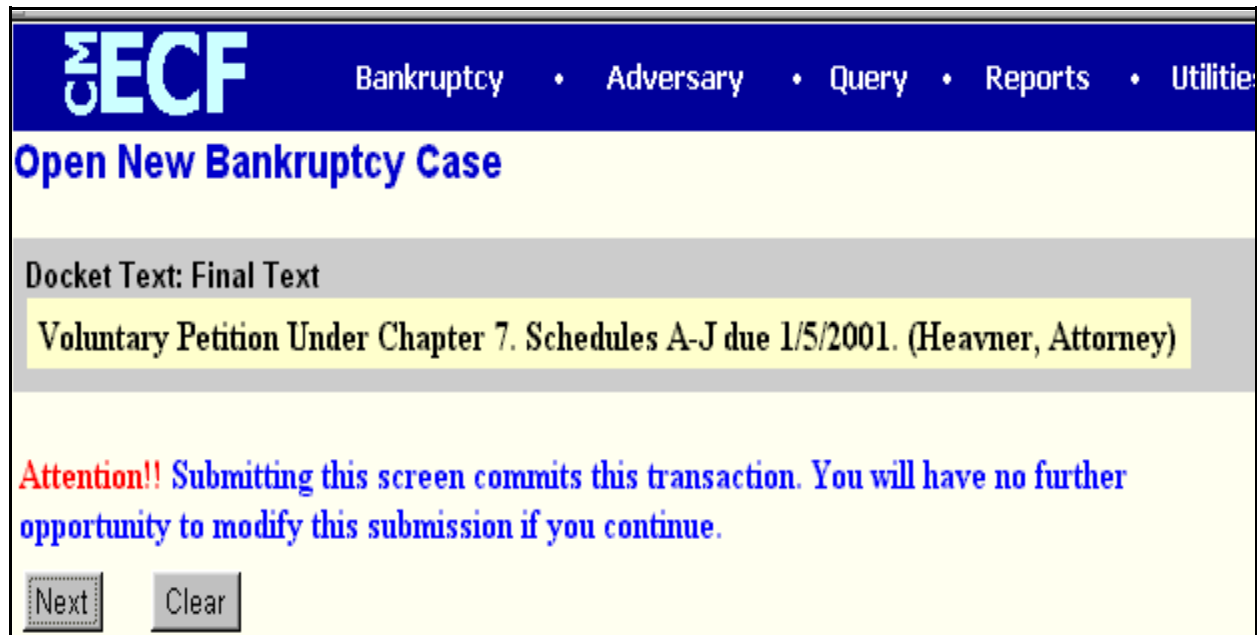 CM ECF Bankruptcy • Adversary • Query • Reports • Utilities
Open New Bankruptcy Case
Docket Text: Final Text
Voluntary Petition Under Chapter 7. Schedules A-J due 1/5/2001. (Heavner, Attorney)
Attention!! Submitting this screen commits this transaction. You will have no further
opportunity to modify this submission if you continue.
Next Clear